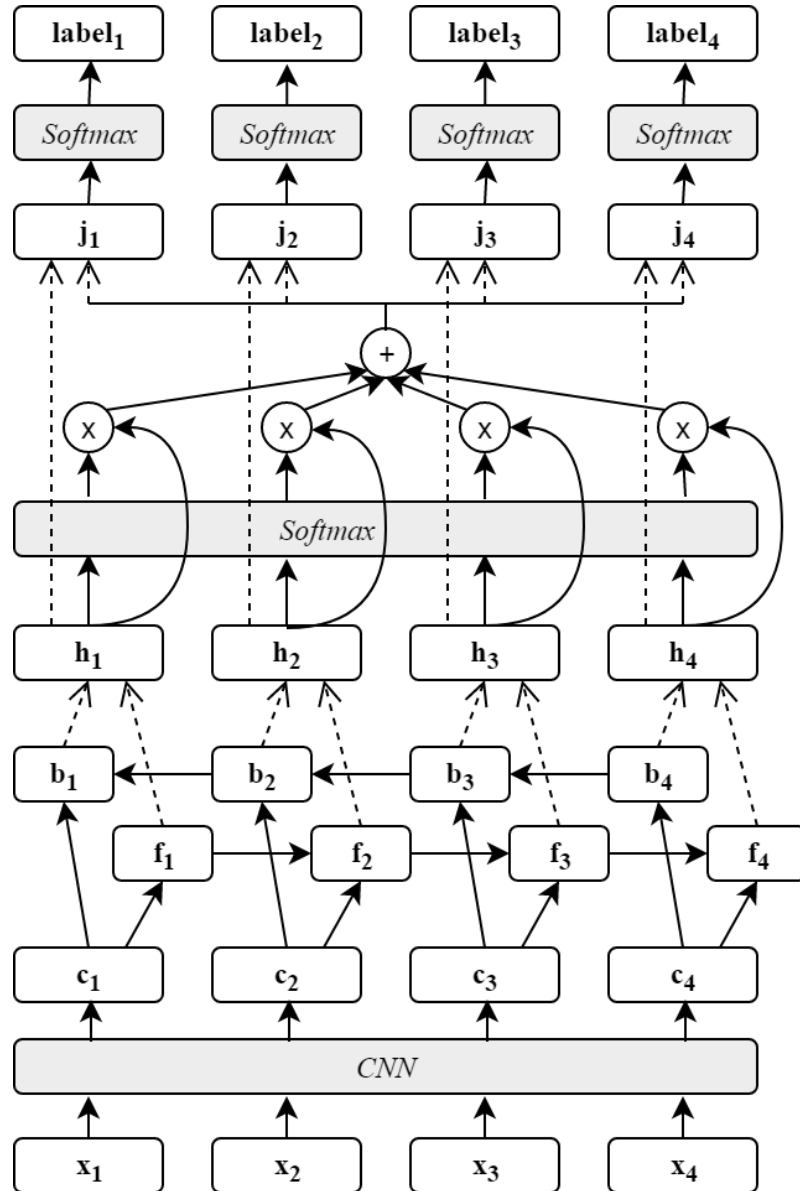 label₁ label₂ label₃ label₄
Softmax Softmax Softmax Softmax
j₁ j₂ j₃ j₄
+
x x x x
Softmax
h₁ h₂ h₃ h₄
b₁ b₂ b₃ b₄
f₁ f₂ f₃ f₄
c₁ c₂ c₃ c₄
CNN
x₁ x₂ x₃ x₄